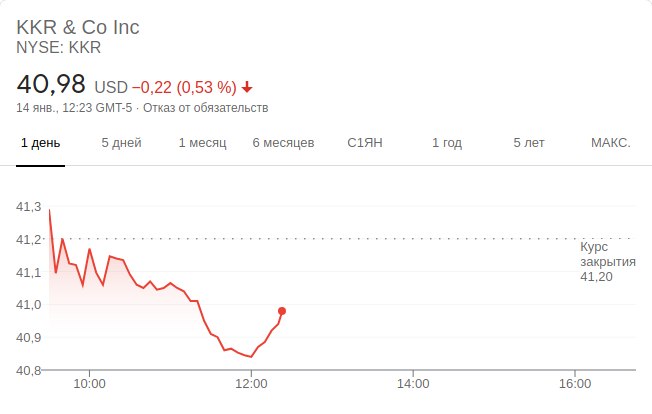 KKR & Co Inc
NYSE: KKR
40,98 USD −0,22 (0,53 %)
14 янв., 12:23 GMT-5 · Отказ от обязательств
1 день 5 дней 1 месяц 6 месяцев С1ЯН 1 год 5 лет МАКС.
41,3
41,2
Курс
закрытия
41,20
41,1
41,0
40,9
40,8
10:00 12:00 14:00 16:00